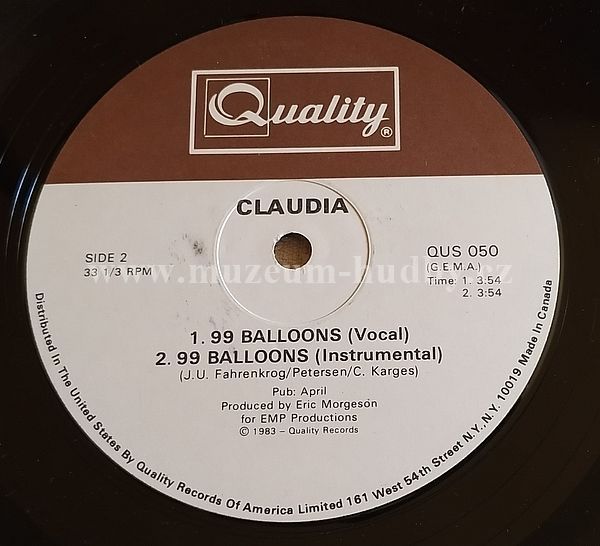 Quality ®
CLAUDIA
SIDE 2
33 1/3 RPM
QUS 050
(G.E.M.A.)
Time: 1. 3:54
2. 3:54
www.muzeum-hudby.cz
1. 99 BALLOONS (Vocal)
2. 99 BALLOONS (Instrumental)
(J.U. Fahrenkrog/Petersen/C. Karges)
Pub: April
Produced by Eric Morgeson
for EMP Productions
© 1983 – Quality Records
Distributed In The United States By Quality Records Of America Limited 161 West 54th Street N.Y., N.Y. 10019 Made In Canada